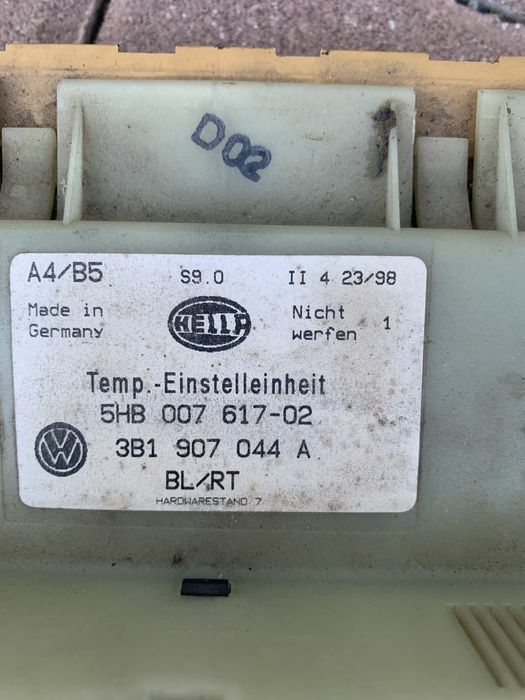 D02
A4/B5 S9.0 II 4 23/98
Made in Germany HELLA Nicht werfen 1
Temp.-Einstelleinheit
5HB 007 617-02
VW 3B1 907 044 A
BL/RT
HARDWARESTAND 7